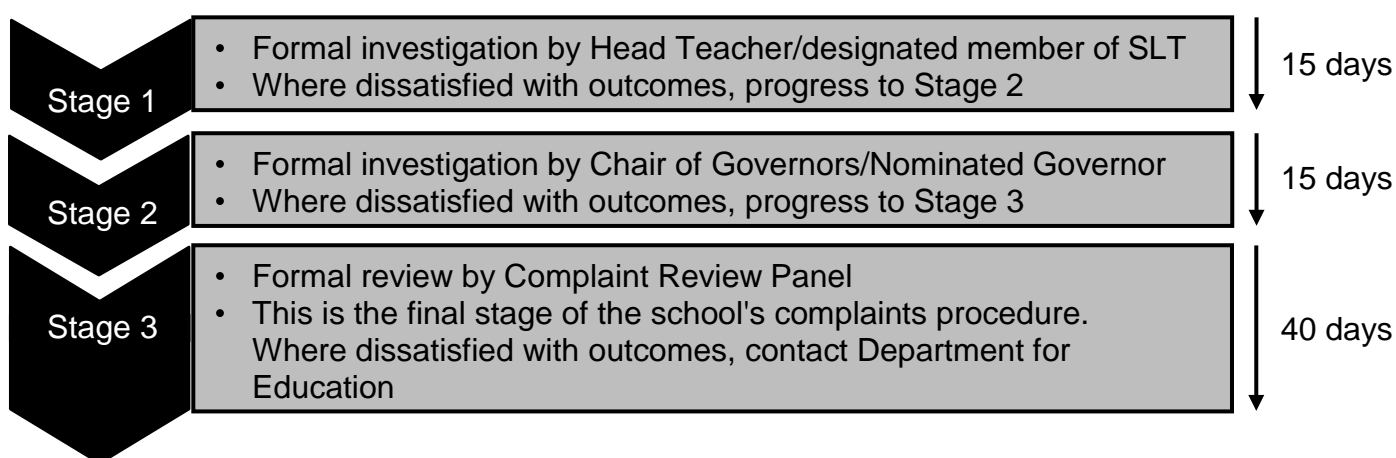 Stage 1
• Formal investigation by Head Teacher/designated member of SLT
• Where dissatisfied with outcomes, progress to Stage 2
15 days
Stage 2
• Formal investigation by Chair of Governors/Nominated Governor
• Where dissatisfied with outcomes, progress to Stage 3
15 days
Stage 3
• Formal review by Complaint Review Panel
• This is the final stage of the school's complaints procedure.
Where dissatisfied with outcomes, contact Department for
Education
40 days